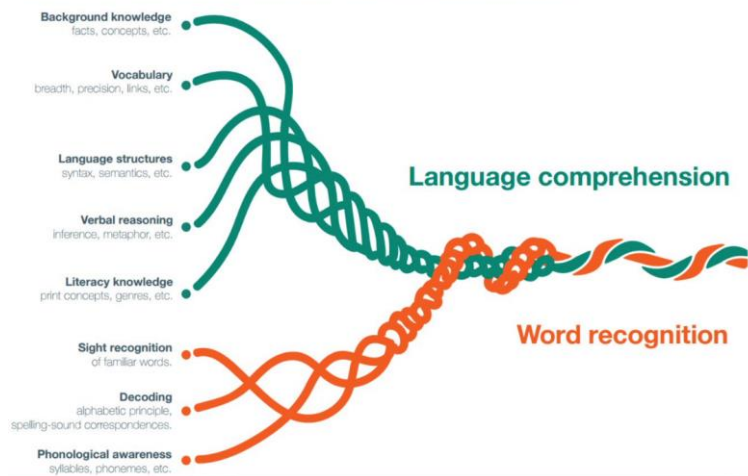 Background knowledge
facts, concepts, etc.
Vocabulary
breadth, precision, links, etc.
Language structures
syntax, semantics, etc.
Verbal reasoning
inference, metaphor, etc.
Literacy knowledge
print concepts, genres, etc.
Language comprehension
Sight recognition
of familiar words.
Decoding
alphabetic principle,
spelling-sound correspondences.
Phonological awareness
syllables, phonemes, etc.
Word recognition